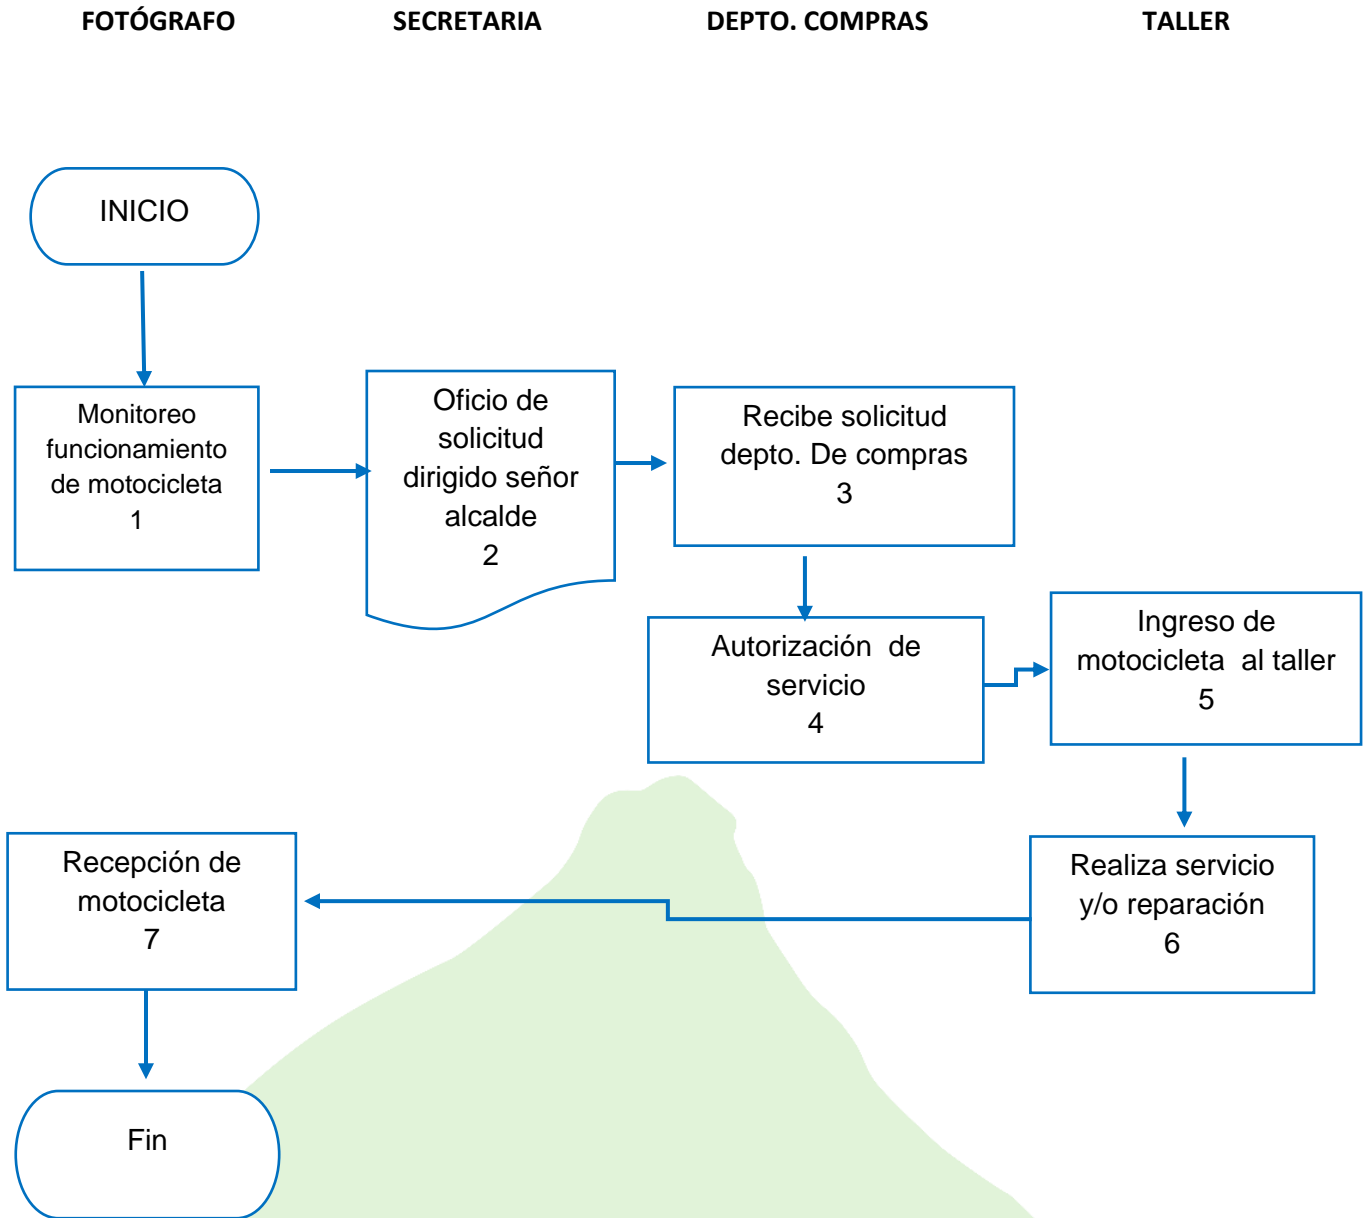 FOTÓGRAFO
SECRETARIA
DEPTO. COMPRAS
TALLER
INICIO
Monitoreo
funcionamiento
de motocicleta
1
Oficio de
solicitud
dirigido señor
alcalde
2
Recibe solicitud
depto. De compras
3
Autorización de
servicio
4
Ingreso de
motocicleta al taller
5
Realiza servicio
y/o reparación
6
Recepción de
motocicleta
7
Fin